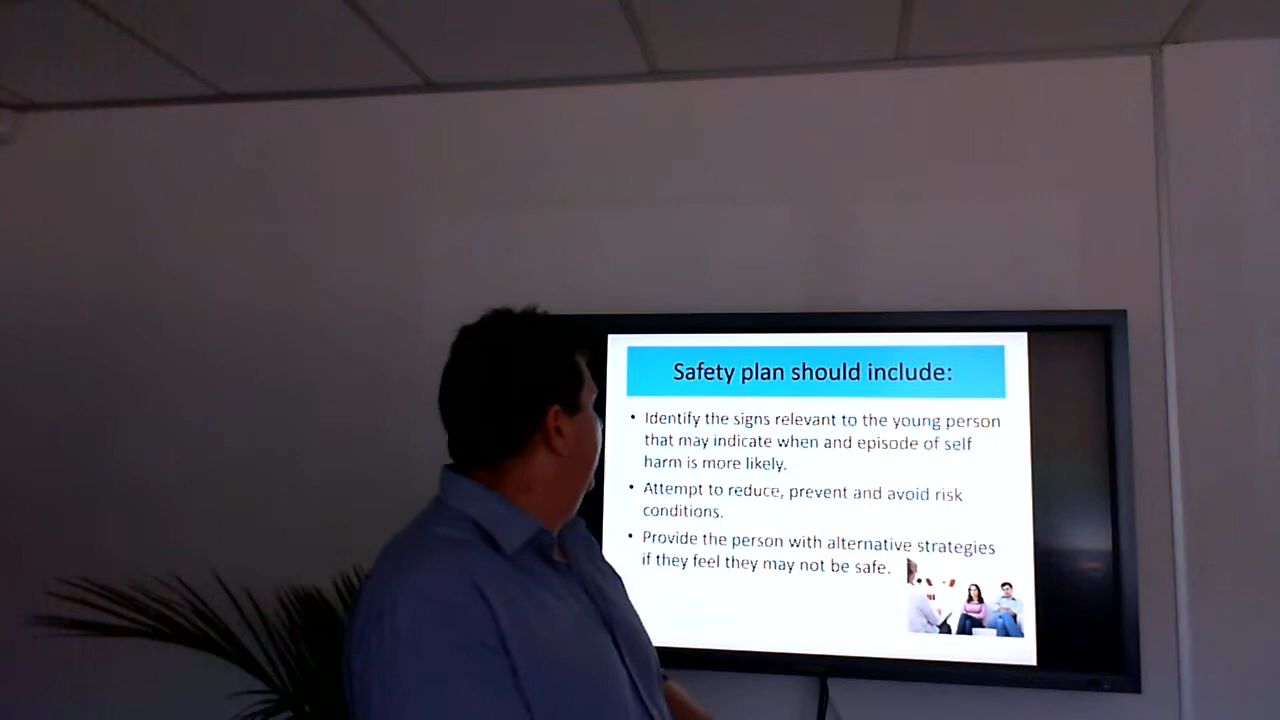 Safety plan should include:
• Identify the signs relevant to the young person
that may indicate when and episode of self
harm is more likely.
• Attempt to reduce, prevent and avoid risk
conditions.
• Provide the person with alternative strategies
if they feel they may not be safe.